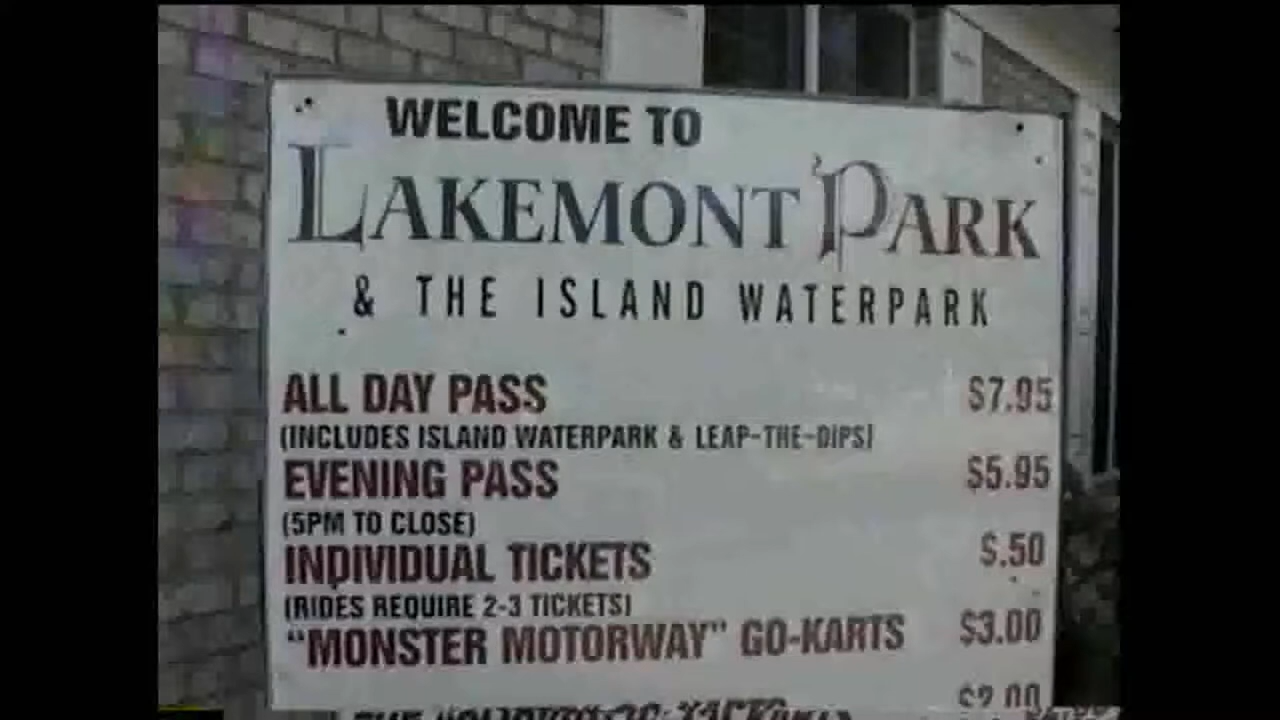 WELCOME TO
LAKEMONT PARK
& THE ISLAND WATERPARK
ALL DAY PASS $7.95
(INCLUDES ISLAND WATERPARK & LEAP-THE-DIPS)
EVENING PASS $5.95
(5PM TO CLOSE)
INDIVIDUAL TICKETS $.50
(RIDES REQUIRE 2-3 TICKETS)
"MONSTER MOTORWAY" GO-KARTS $3.00
$2.00